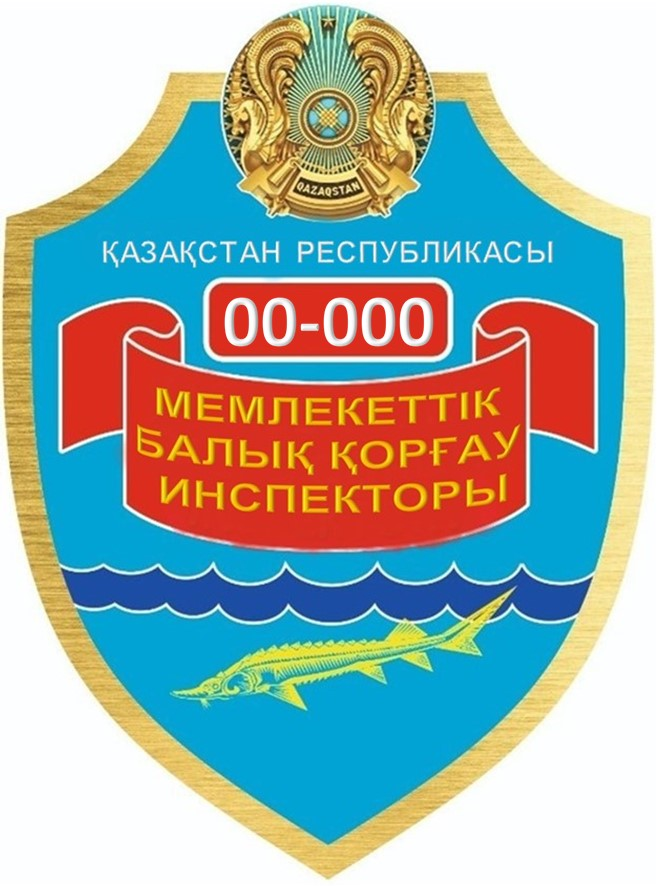 QAZAQSTAN
ҚАЗАҚСТАН РЕСПУБЛИКАСЫ
00-000
МЕМЛЕКЕТТІК
БАЛЫҚ ҚОРҒАУ
ИНСПЕКТОРЫ